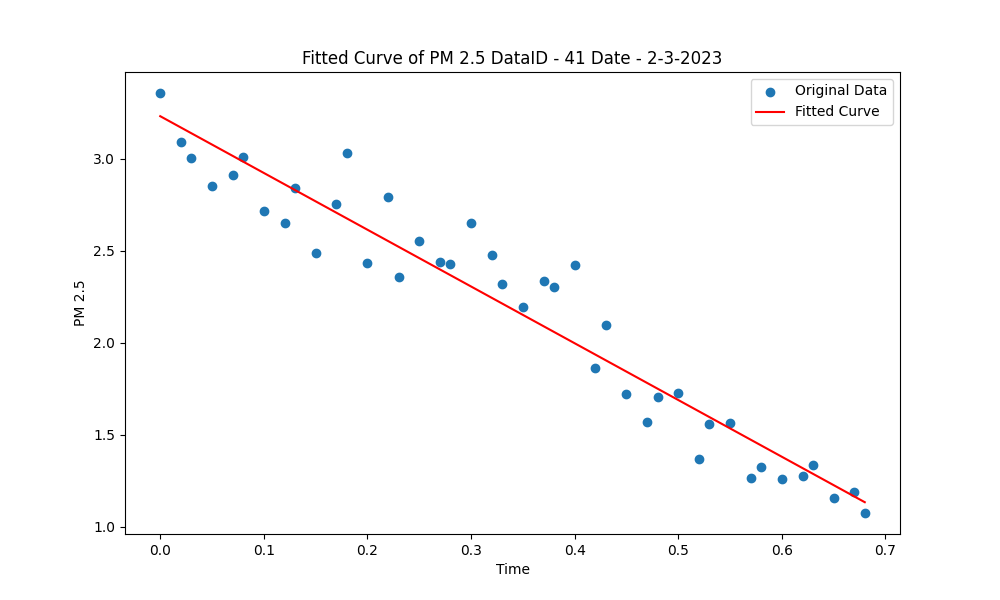 Fitted Curve of PM 2.5 DataID - 41 Date - 2-3-2023
Original Data
Fitted Curve
PM 2.5
3.0
2.5
2.0
1.5
1.0
0.0 0.1 0.2 0.3 0.4 0.5 0.6 0.7
Time